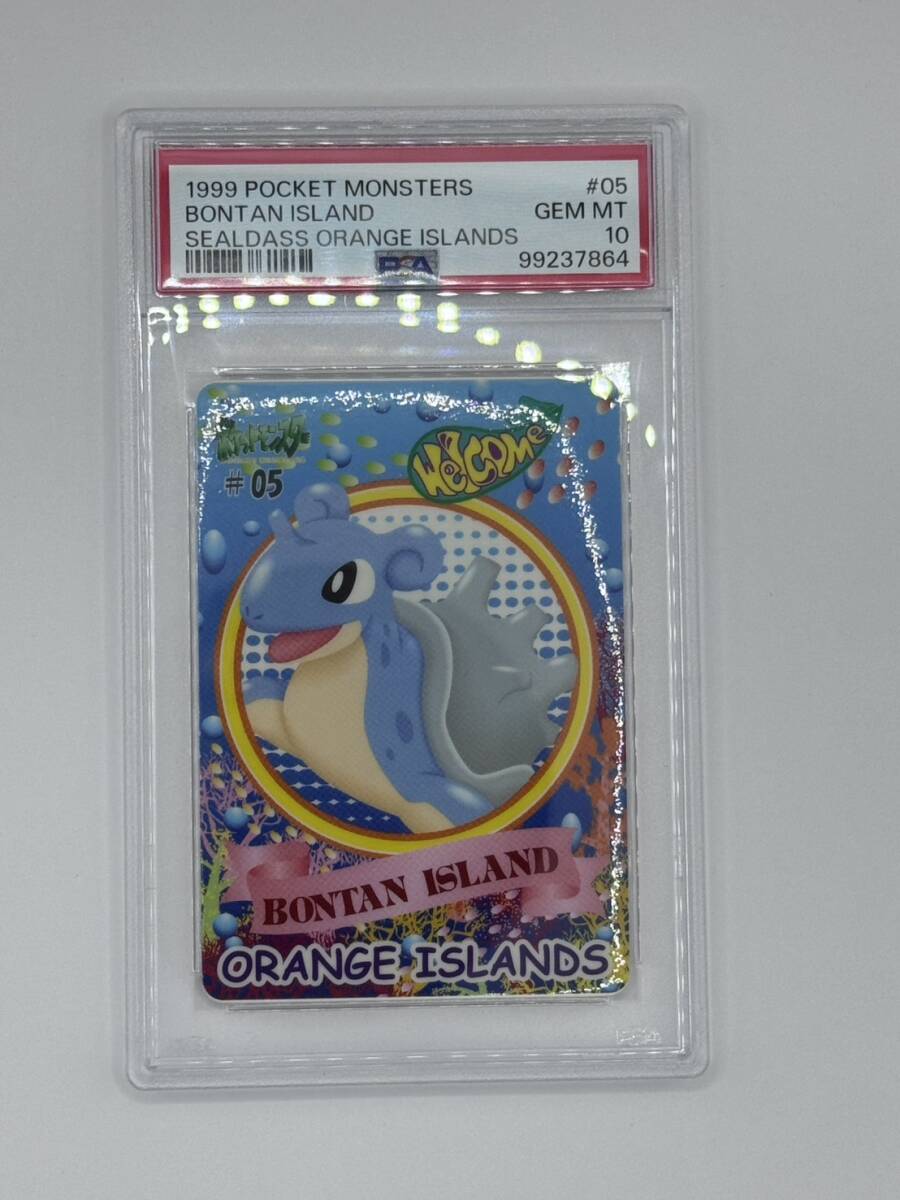 1999 POCKET MONSTERS #05
BONTAN ISLAND GEM MT
SEALDASS ORANGE ISLANDS 10
PSA 99237864
ポケットモンスター
# 05
WelCOMe
BONTAN ISLAND
ORANGE ISLANDS